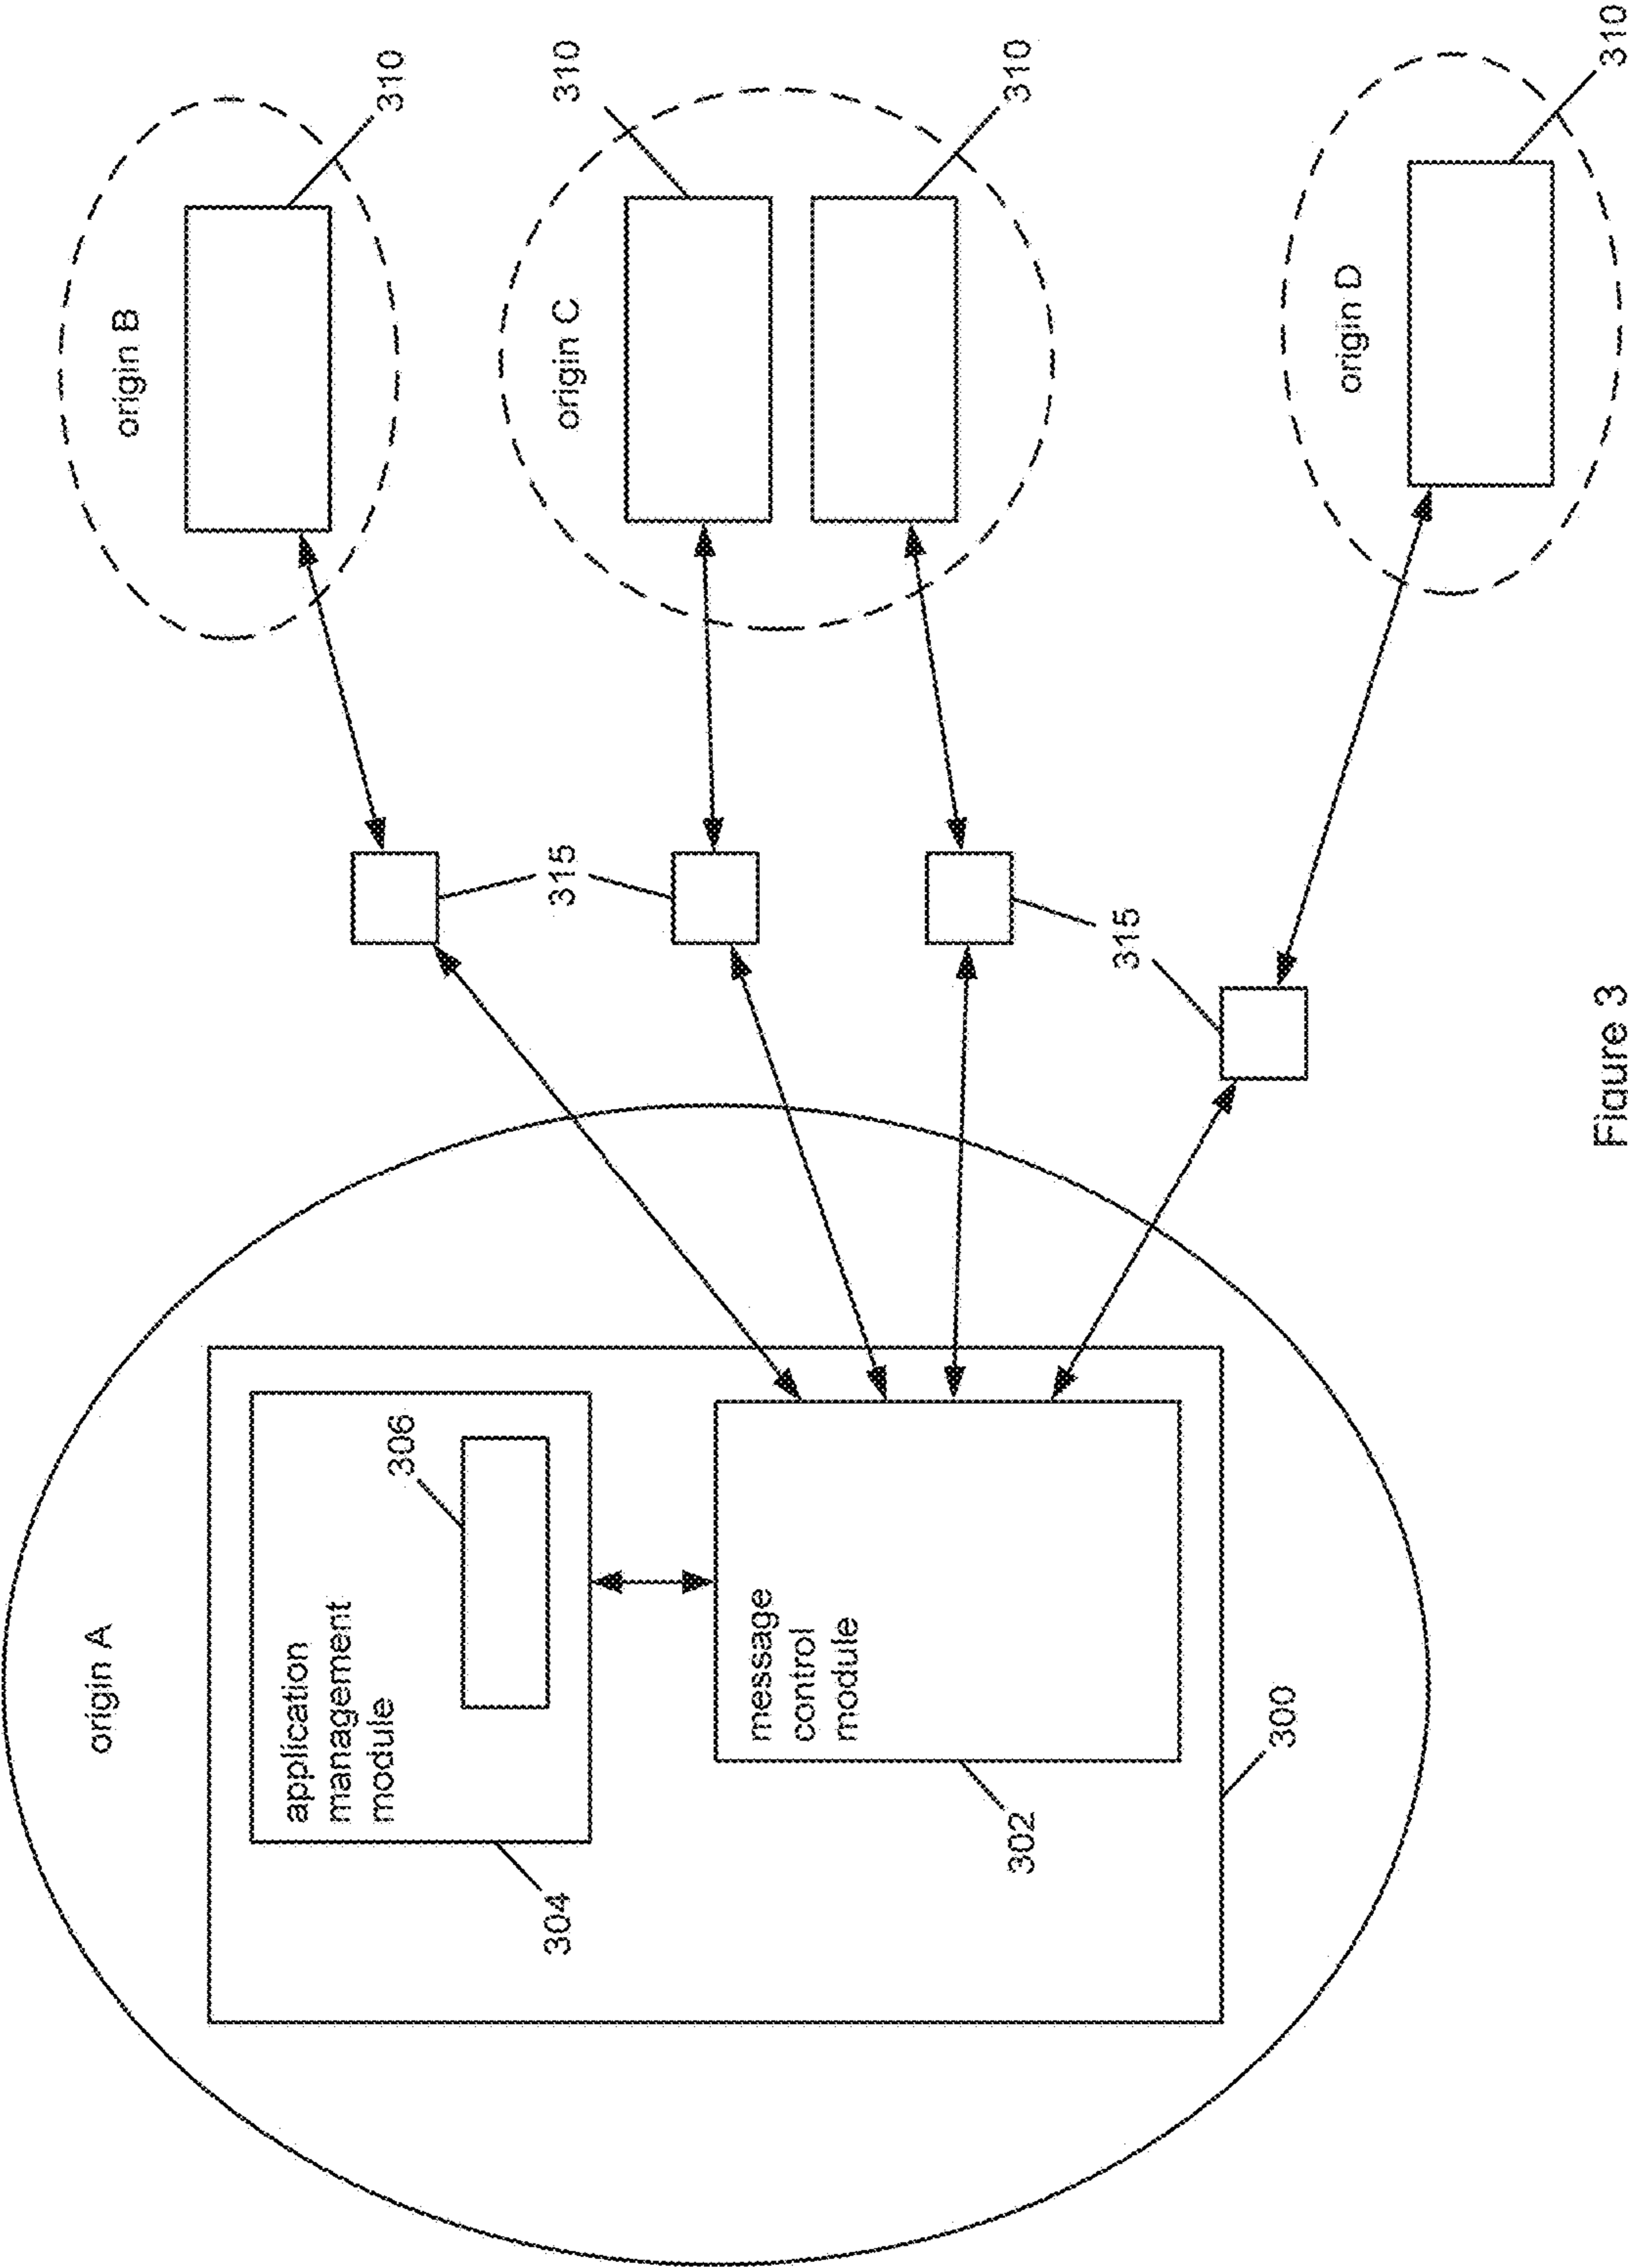 origin A
application
management
module
306
304
message
control
module
302
300
315
315
origin B
310
origin C
310
310
origin D
310
Figure 3